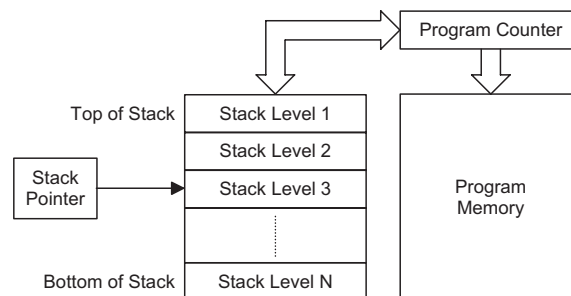 Program Counter
Top of Stack
Stack Level 1
Stack Level 2
Stack
Pointer
Stack Level 3
Program
Memory
Bottom of Stack
Stack Level N